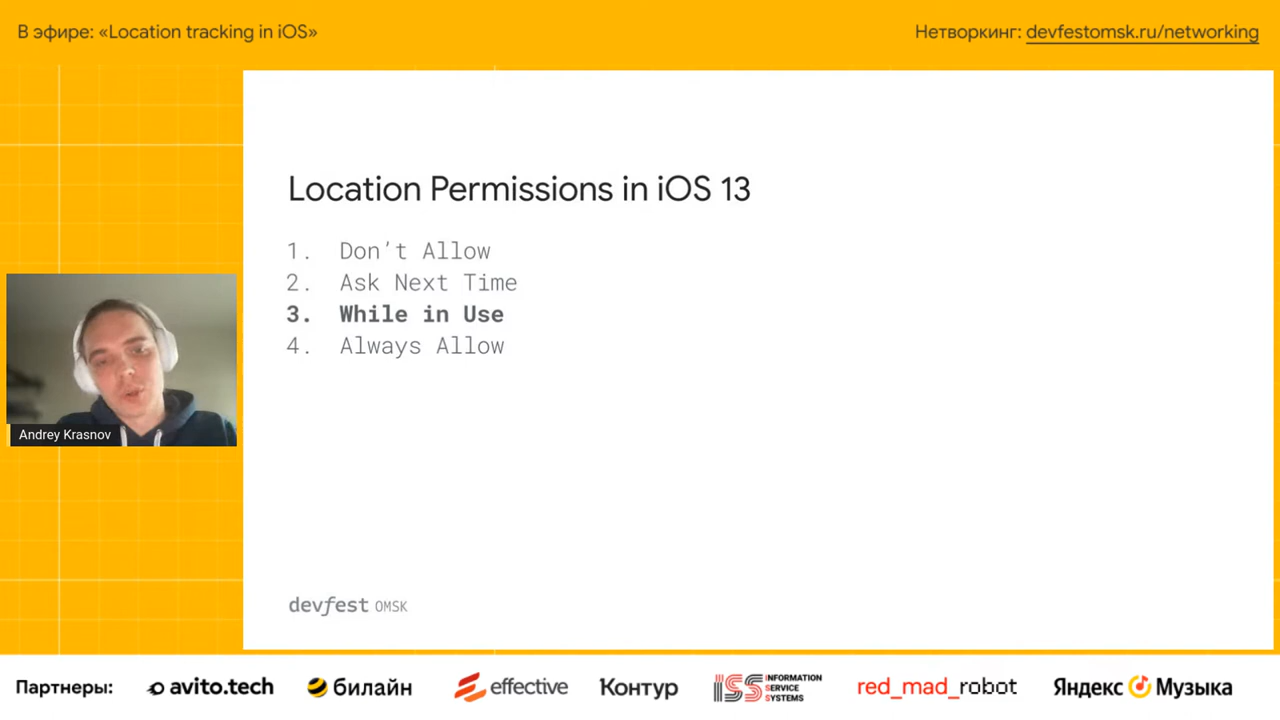 В эфире: «Location tracking in iOS»
Нетворкинг: devfestomsk.ru/networking
Location Permissions in iOS 13
1. Don’t Allow
2. Ask Next Time
3. While in Use
4. Always Allow
Andrey Krasnov
devfest OMSK
Партнеры:
avito.tech
билайн
effective
Контур
ISS INFORMATION
SERVICE
SYSTEMS
red_mad_robot
Яндекс Музыка